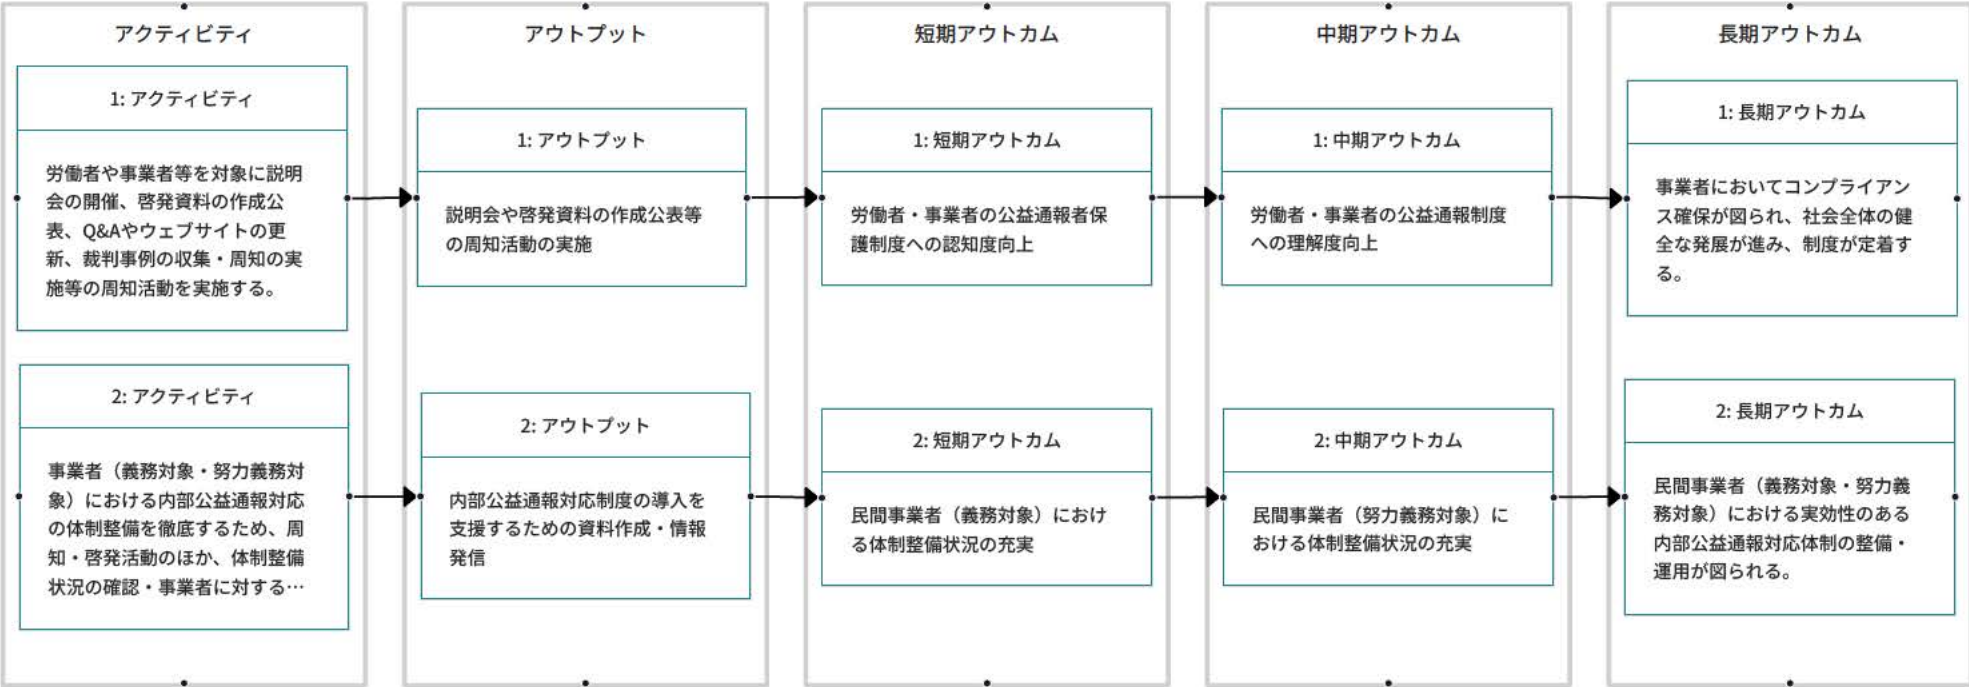 アクティビティ
1: アクティビティ
労働者や事業者等を対象に説明
会の開催、啓発資料の作成公
表、Q&Aやウェブサイトの更
新、裁判事例の収集・周知の実
施等の周知活動を実施する。
2: アクティビティ
事業者（義務対象・努力義務対
象）における内部公益通報対応
の体制整備を徹底するため、周
知・啓発活動のほか、体制整備
状況の確認・事業者に対する…
アウトプット
1: アウトプット
説明会や啓発資料の作成公表等
の周知活動の実施
2: アウトプット
内部公益通報対応制度の導入を
支援するための資料作成・情報
発信
短期アウトカム
1: 短期アウトカム
労働者・事業者の公益通報者保
護制度への認知度向上
2: 短期アウトカム
民間事業者（義務対象）におけ
る体制整備状況の充実
中期アウトカム
1: 中期アウトカム
労働者・事業者の公益通報制度
への理解度向上
2: 中期アウトカム
民間事業者（努力義務対象）に
おける体制整備状況の充実
長期アウトカム
1: 長期アウトカム
事業者においてコンプライアン
ス確保が図られ、社会全体の健
全な発展が進み、制度が定着す
る。
2: 長期アウトカム
民間事業者（義務対象・努力義
務対象）における実効性のある
内部公益通報対応体制の整備・
運用が図られる。